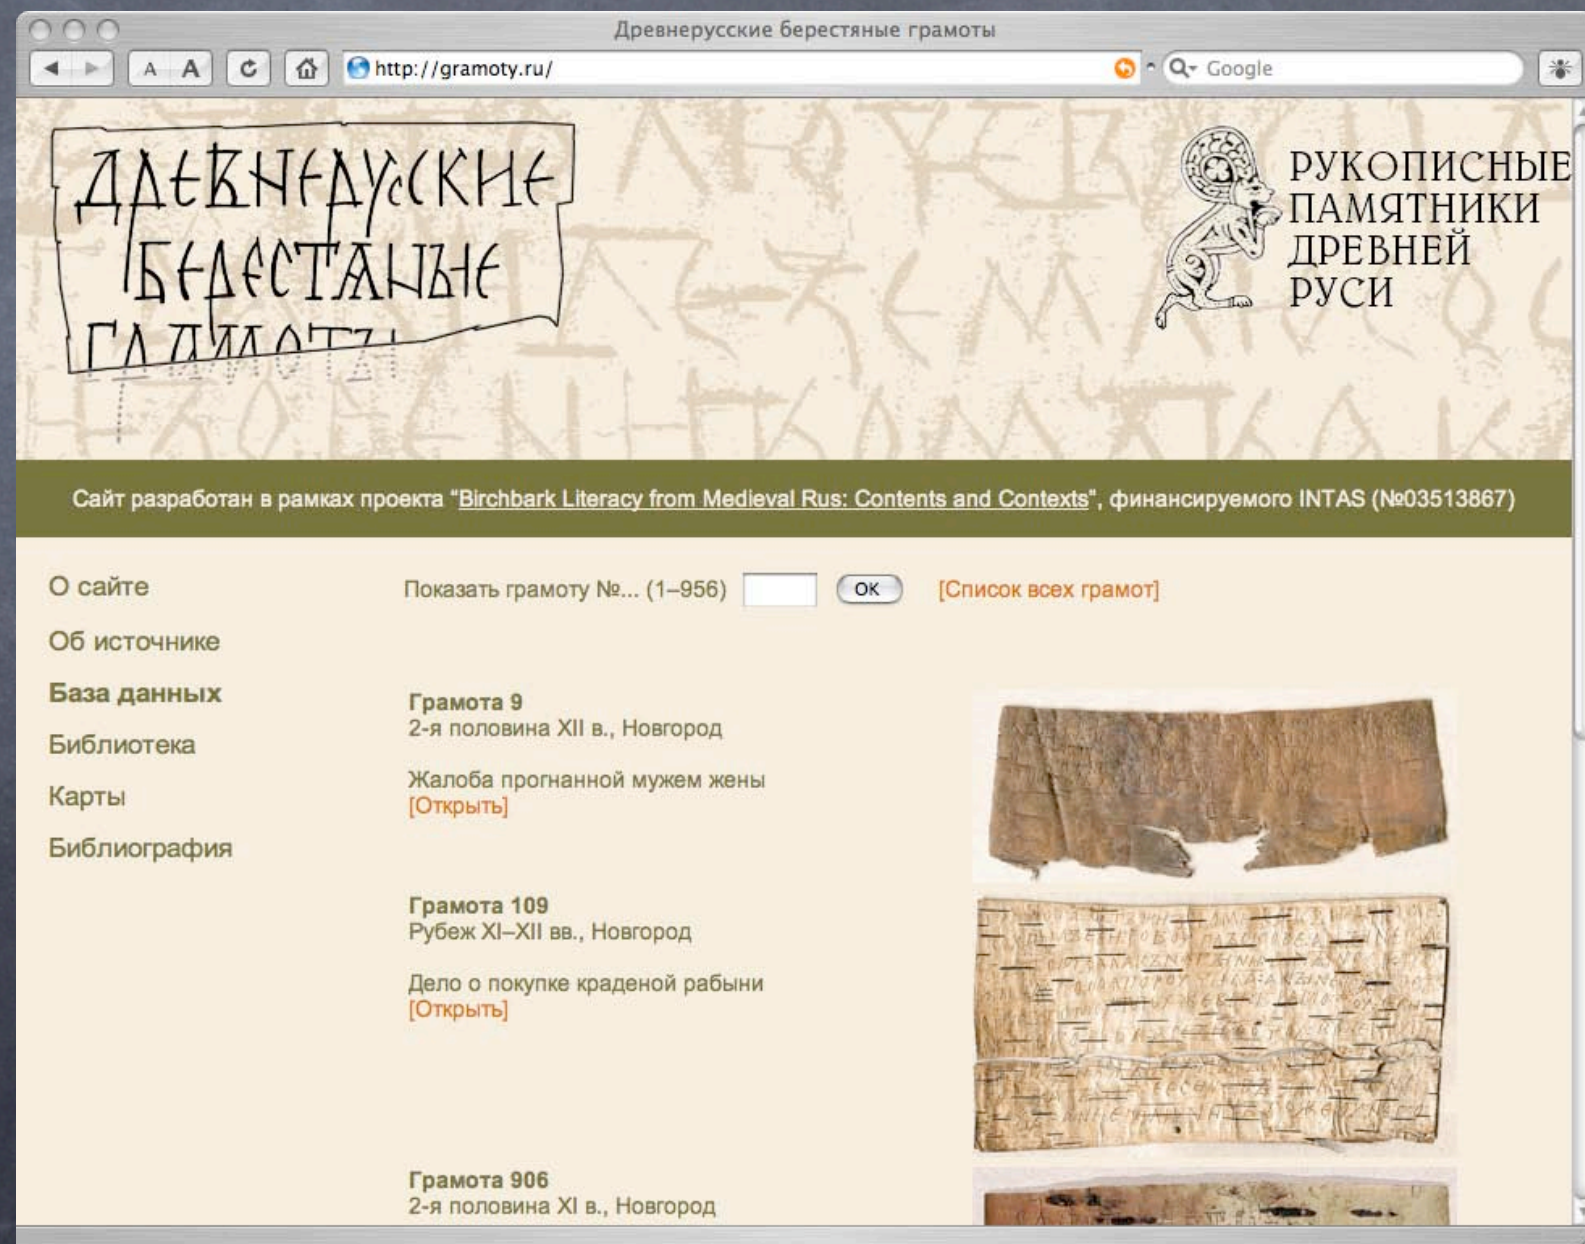 Древнерусские берестяные грамоты
A A
http://gramoty.ru/
Google
ДРЕВНЕРУсСКИЕ
БЕРЕСТѦНЫЕ
ГРАМОТЫ
РУКОПИСНЫЕ
ПАМЯТНИКИ
ДРЕВНЕЙ
РУСИ
Сайт разработан в рамках проекта "Birchbark Literacy from Medieval Rus: Contents and Contexts", финансируемого INTAS (№03513867)
О сайте
Об источнике
База данных
Библиотека
Карты
Библиография
Показать грамоту №... (1–956) OK [Список всех грамот]
Грамота 9
2-я половина XII в., Новгород
Жалоба прогнанной мужем жены
[Открыть]
Грамота 109
Рубеж XI–XII вв., Новгород
Дело о покупке краденой рабыни
[Открыть]
Грамота 906
2-я половина XI в., Новгород